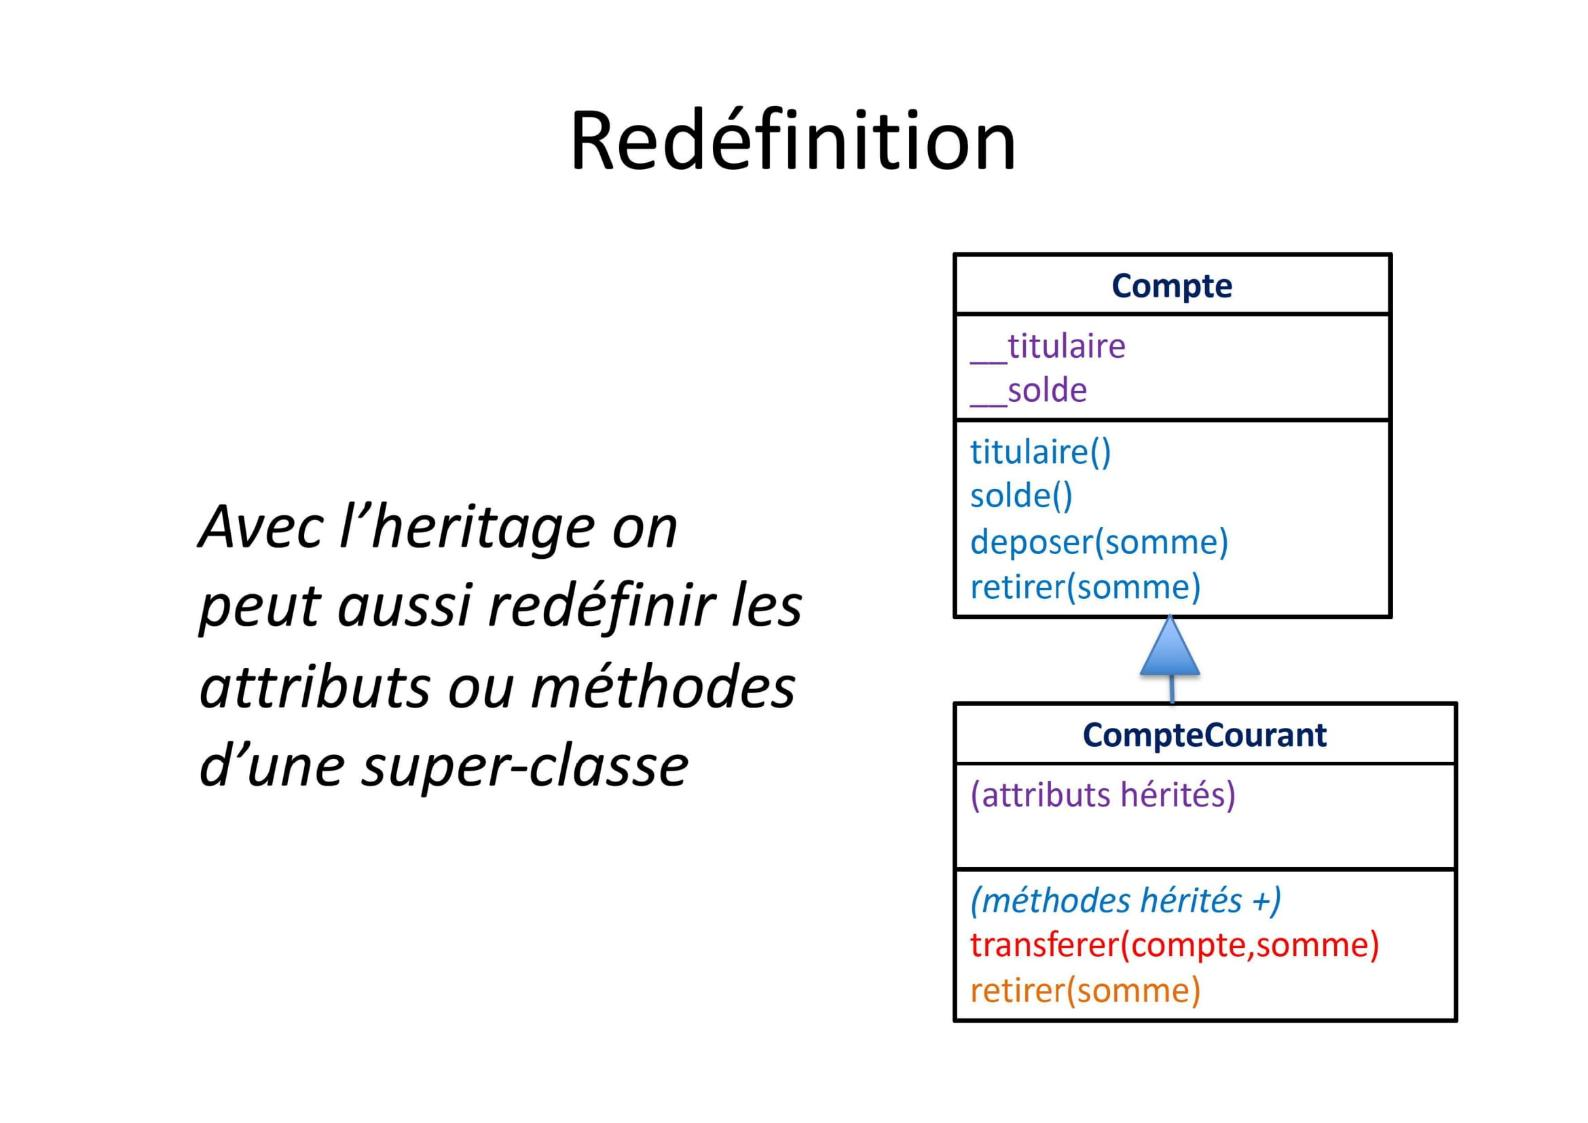 Redéfinition
Avec l’heritage on
peut aussi redéfinir les
attributs ou méthodes
d’une super-classe
Compte
__titulaire
__solde
titulaire()
solde()
deposer(somme)
retirer(somme)
CompteCourant
(attributs hérités)
(méthodes hérités +)
transferer(compte,somme)
retirer(somme)